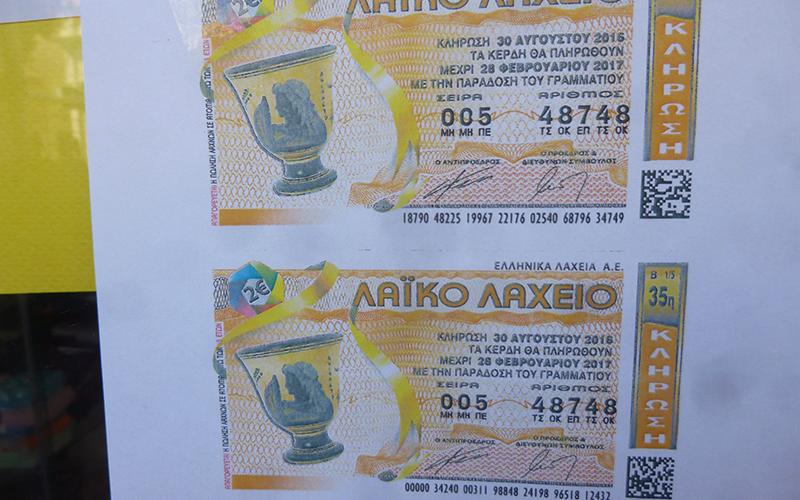 2€
ΛΑΪΚΟ ΛΑΧΕΙΟ
ΚΛΗΡΩΣΗ 30 ΑΥΓΟΥΣΤΟΥ 2016
ΤΑ ΚΕΡΔΗ ΘΑ ΠΛΗΡΩΘΟΥΝ
ΜΕΧΡΙ 28 ΦΕΒΡΟΥΑΡΙΟΥ 2017
ΜΕ ΤΗΝ ΠΑΡΑΔΟΣΗ ΤΟΥ ΓΡΑΜΜΑΤΙΟΥ
ΣΕΙΡΑ ΑΡΙΘΜΟΣ
005 48748
ΜΗ ΜΗ ΠΕ ΤΣ ΟΚ ΕΠ ΤΣ ΟΚ
Ο ΑΝΤΙΠΡΟΕΔΡΟΣ Ο ΠΡΟΕΔΡΟΣ &
ΔΙΕΥΘΥΝΩΝ ΣΥΜΒΟΥΛΟΣ
18790 48225 19967 22176 02540 68796 34749
ΚΛΗΡΩΣΗ
ΕΛΛΗΝΙΚΑ ΛΑΧΕΙΑ Α.Ε.
2€
ΛΑΪΚΟ ΛΑΧΕΙΟ
ΚΛΗΡΩΣΗ 30 ΑΥΓΟΥΣΤΟΥ 2016
ΤΑ ΚΕΡΔΗ ΘΑ ΠΛΗΡΩΘΟΥΝ
ΜΕΧΡΙ 28 ΦΕΒΡΟΥΑΡΙΟΥ 2017
ΜΕ ΤΗΝ ΠΑΡΑΔΟΣΗ ΤΟΥ ΓΡΑΜΜΑΤΙΟΥ
ΣΕΙΡΑ ΑΡΙΘΜΟΣ
005 48748
ΜΗ ΜΗ ΠΕ ΤΣ ΟΚ ΕΠ ΤΣ ΟΚ
Ο ΑΝΤΙΠΡΟΕΔΡΟΣ Ο ΠΡΟΕΔΡΟΣ &
ΔΙΕΥΘΥΝΩΝ ΣΥΜΒΟΥΛΟΣ
00000 34240 00311 98848 24198 96518 12432
Β 1/5
35η
ΚΛΗΡΩΣΗ